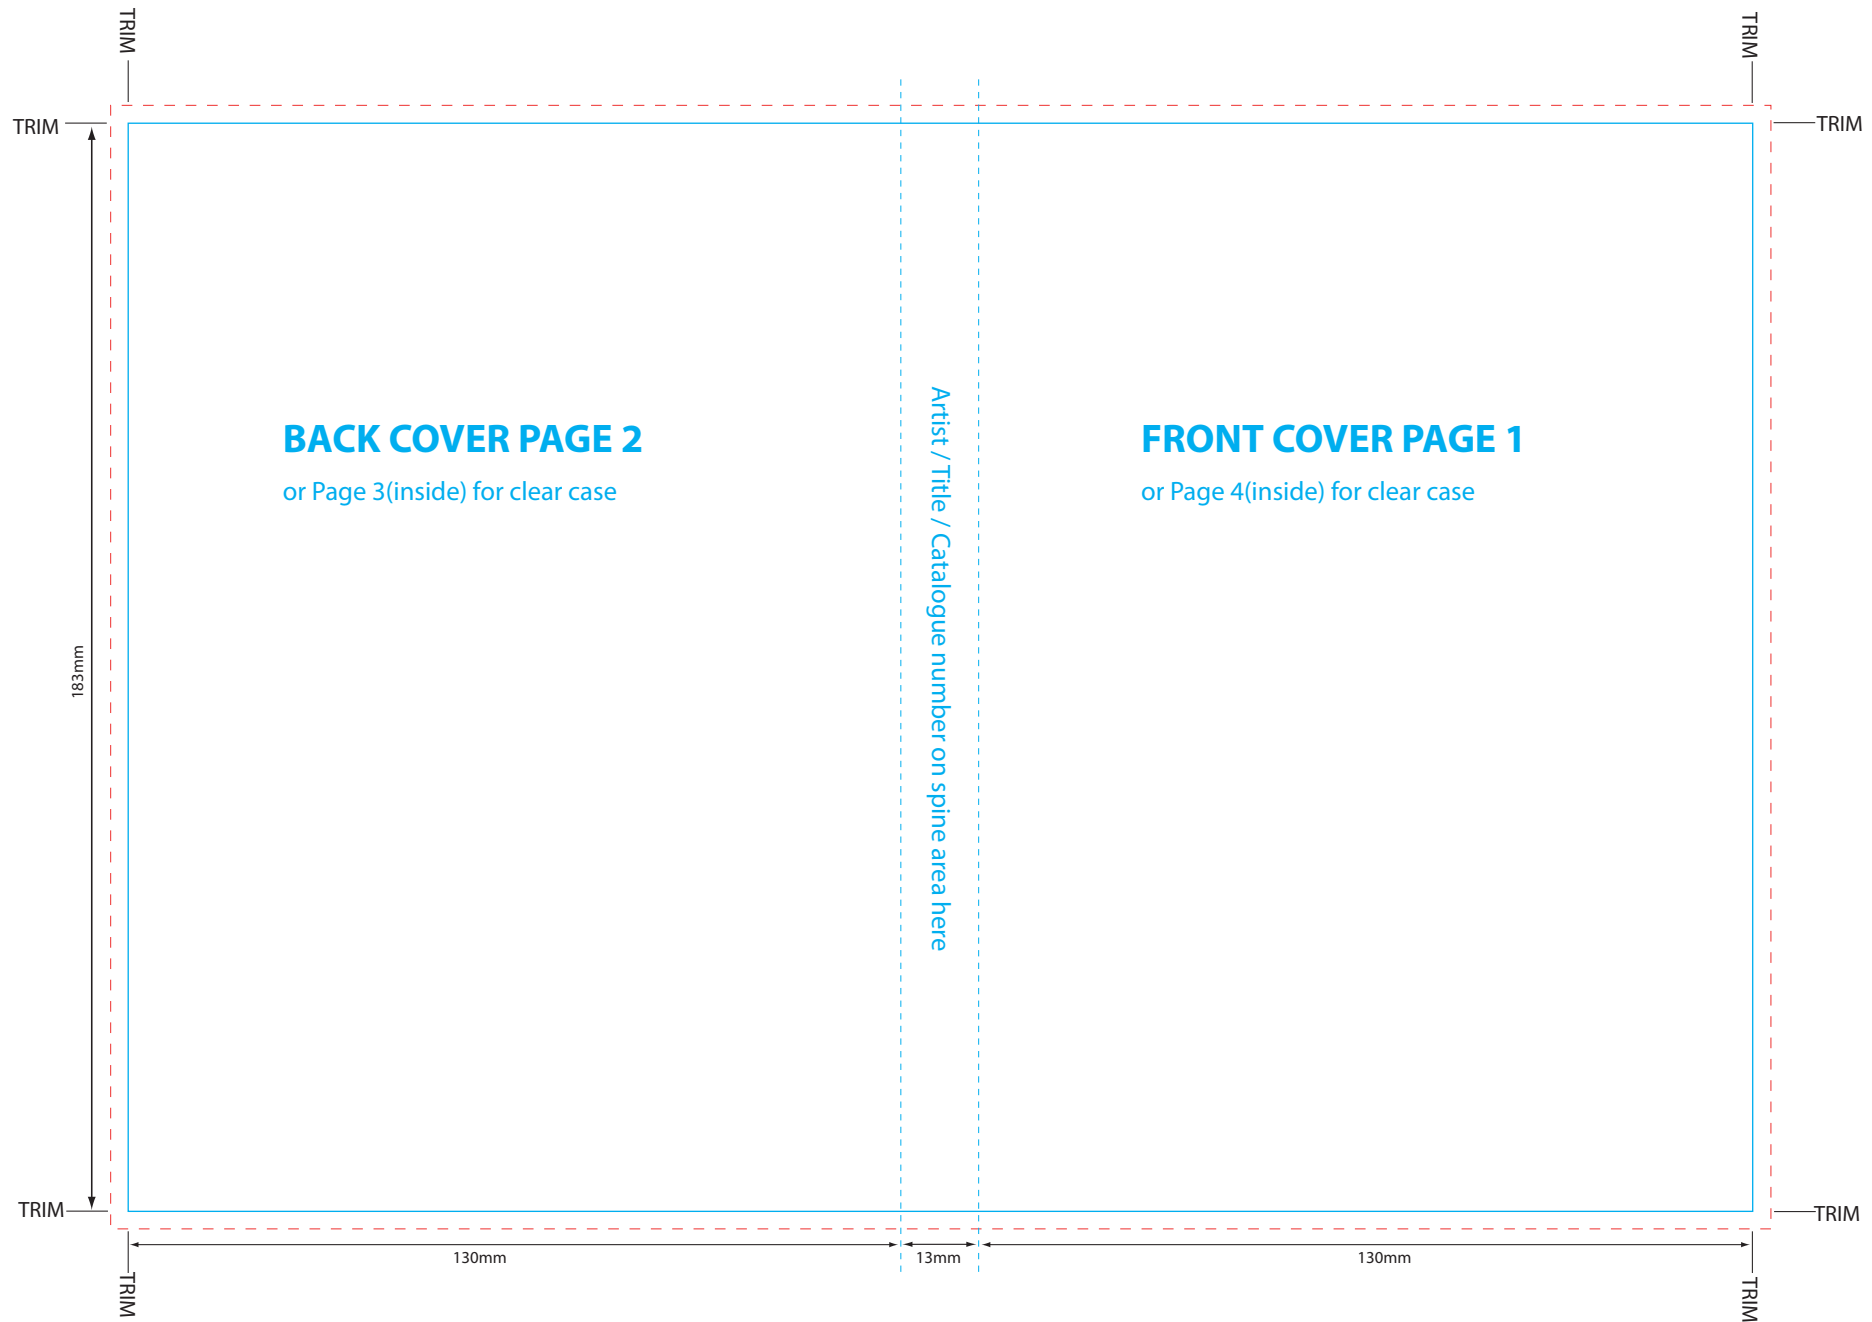 TRIM
TRIM
TRIM
TRIM
BACK COVER PAGE 2
or Page 3(inside) for clear case
Artist / Title / Catalogue number on spine area here
FRONT COVER PAGE 1
or Page 4(inside) for clear case
183mm
TRIM
TRIM
130mm
13mm
130mm
TRIM
TRIM